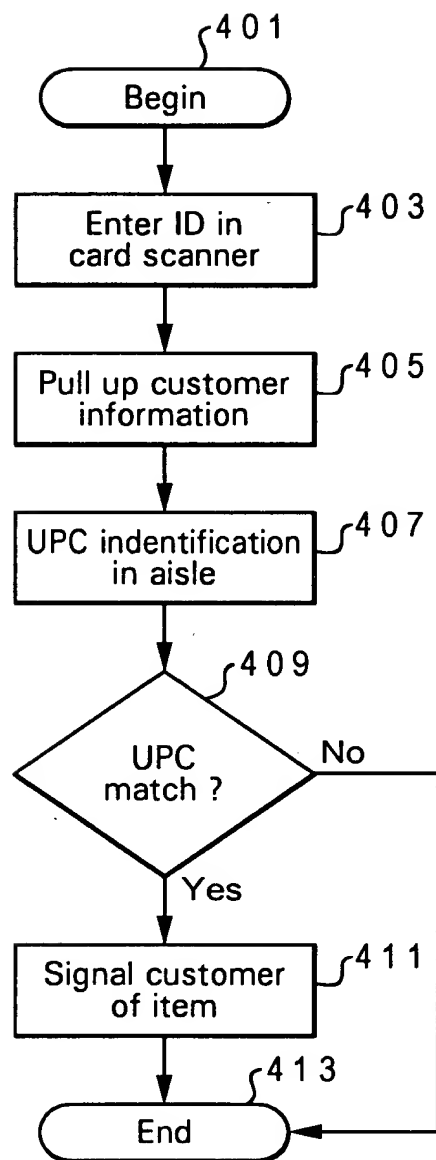 401
Begin
403
Enter ID in
card scanner
405
Pull up customer
information
407
UPC indentification
in aisle
409
UPC
match ?
No
Yes
411
Signal customer
of item
413
End